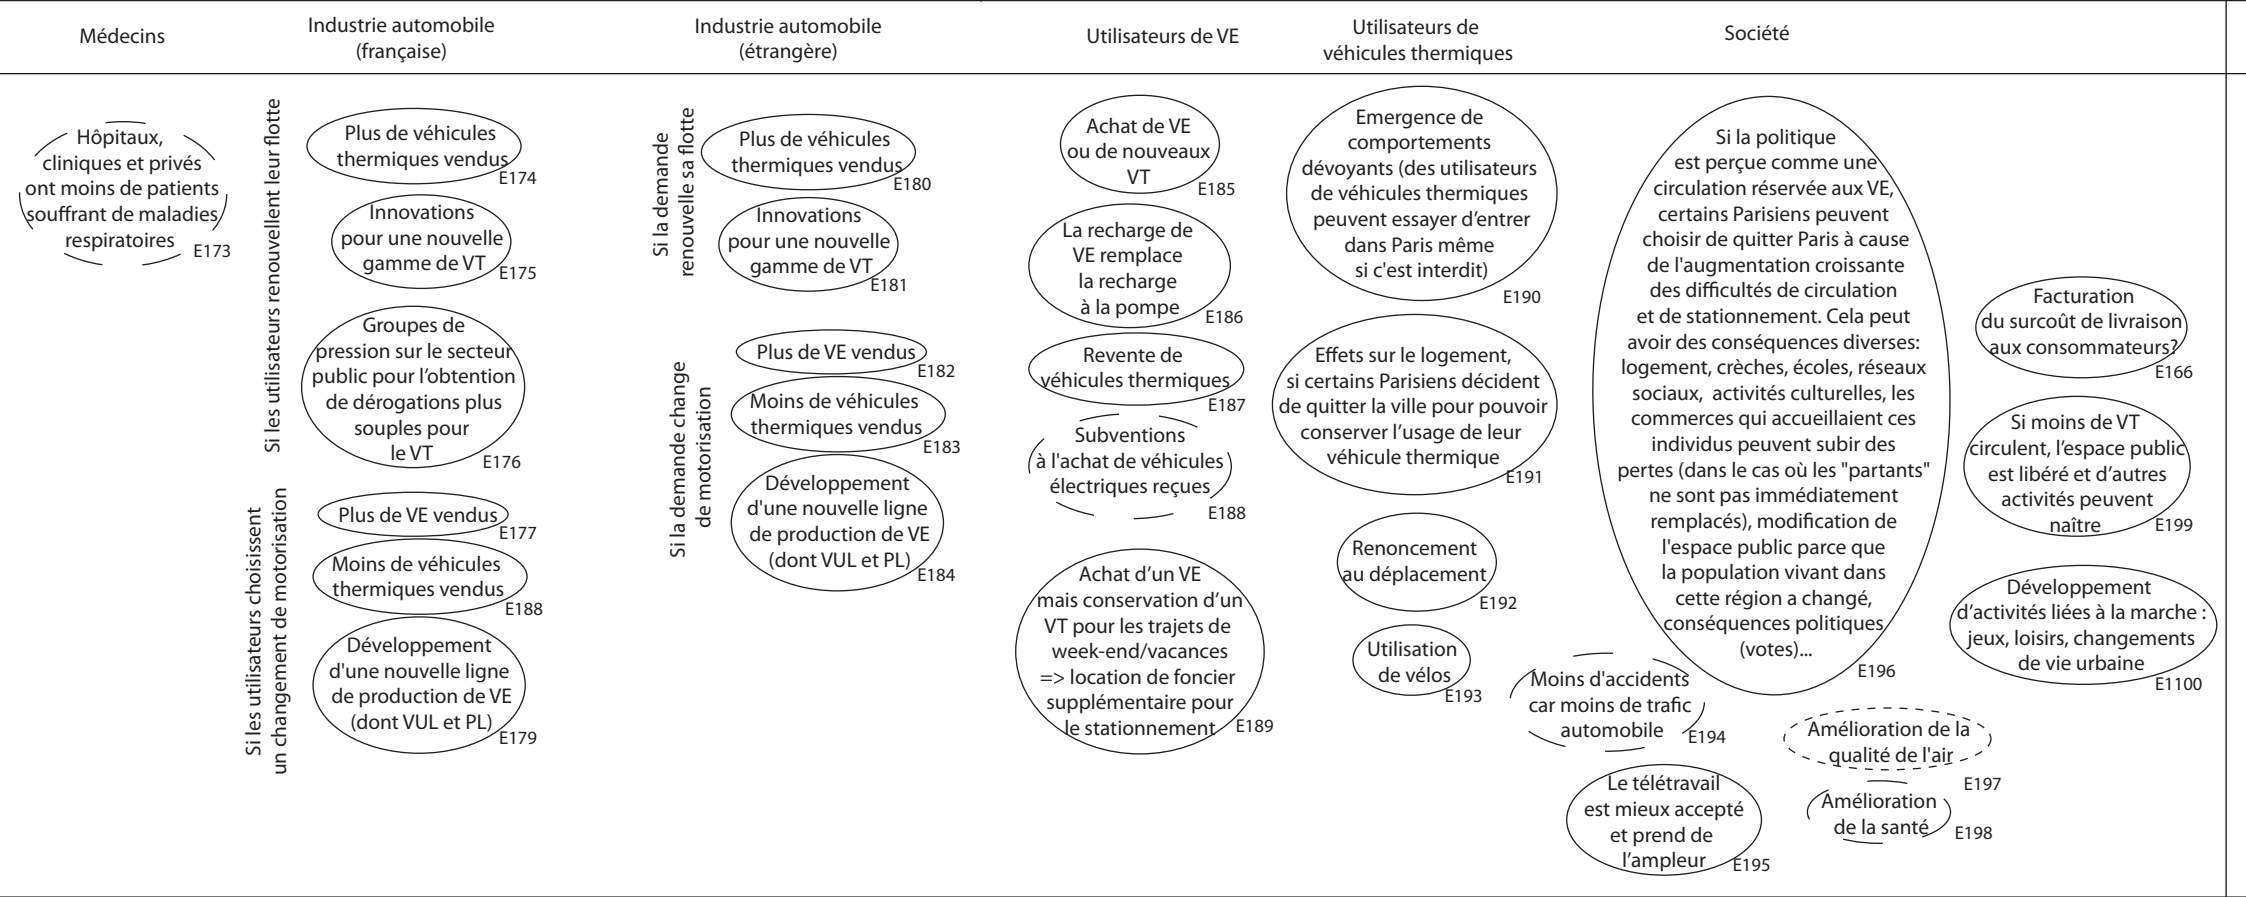 Médecins
Industrie automobile
(française)
Industrie automobile
(étrangère)
Utilisateurs de VE
Utilisateurs de
véhicules thermiques
Société
Hôpitaux,
cliniques et privés
ont moins de patients
souffrant de maladies
respiratoires
E173
Si les utilisateurs renouvellent leur flotte
Plus de véhicules
thermiques vendus
E174
Innovations
pour une nouvelle
gamme de VT
E175
Groupes de
pression sur le secteur
public pour l'obtention
de dérogations plus
souples pour
le VT
E176
Si les utilisateurs choisissent
un changement de motorisation
Plus de VE vendus
E177
Moins de véhicules
thermiques vendus
E188
Développement
d'une nouvelle ligne
de production de VE
(dont VUL et PL)
E179
Si la demande
renouvelle sa flotte
Plus de véhicules
thermiques vendus
E180
Innovations
pour une nouvelle
gamme de VT
E181
Si la demande change
de motorisation
Plus de VE vendus
E182
Moins de véhicules
thermiques vendus
E183
Développement
d'une nouvelle ligne
de production de VE
(dont VUL et PL)
E184
Achat de VE
ou de nouveaux
VT
E185
La recharge de
VE remplace
la recharge
à la pompe
E186
Revente de
véhicules thermiques
E187
Subventions
à l'achat de véhicules
électriques reçues
E188
Achat d'un VE
mais conservation d'un
VT pour les trajets de
week-end/vacances
=> location de foncier
supplémentaire pour
le stationnement
E189
Emergence de
comportements
dévoyants (des utilisateurs
de véhicules thermiques
peuvent essayer d'entrer
dans Paris même
si c'est interdit)
E190
Effets sur le logement,
si certains Parisiens décident
de quitter la ville pour pouvoir
conserver l'usage de leur
véhicule thermique
E191
Renoncement
au déplacement
E192
Utilisation
de vélos
E193
Moins d'accidents
car moins de trafic
automobile
E194
Le télétravail
est mieux accepté
et prend de
l'ampleur
E195
Si la politique
est perçue comme une
circulation réservée aux VE,
certains Parisiens peuvent
choisir de quitter Paris à cause
de l'augmentation croissante
des difficultés de circulation
et de stationnement. Cela peut
avoir des conséquences diverses:
logement, crèches, écoles, réseaux
sociaux, activités culturelles, les
commerces qui accueillaient ces
individus peuvent subir des
pertes (dans le cas où les "partants"
ne sont pas immédiatement
remplacés), modification de
l'espace public parce que
la population vivant dans
cette région a changé,
conséquences politiques
(votes)...
E196
Amélioration de la
qualité de l'air
E197
Amélioration
de la santé
E198
Facturation
du surcoût de livraison
aux consommateurs?
E166
Si moins de VT
circulent, l'espace public
est libéré et d'autres
activités peuvent
naître
E199
Développement
d'activités liées à la marche :
jeux, loisirs, changements
de vie urbaine
E1100